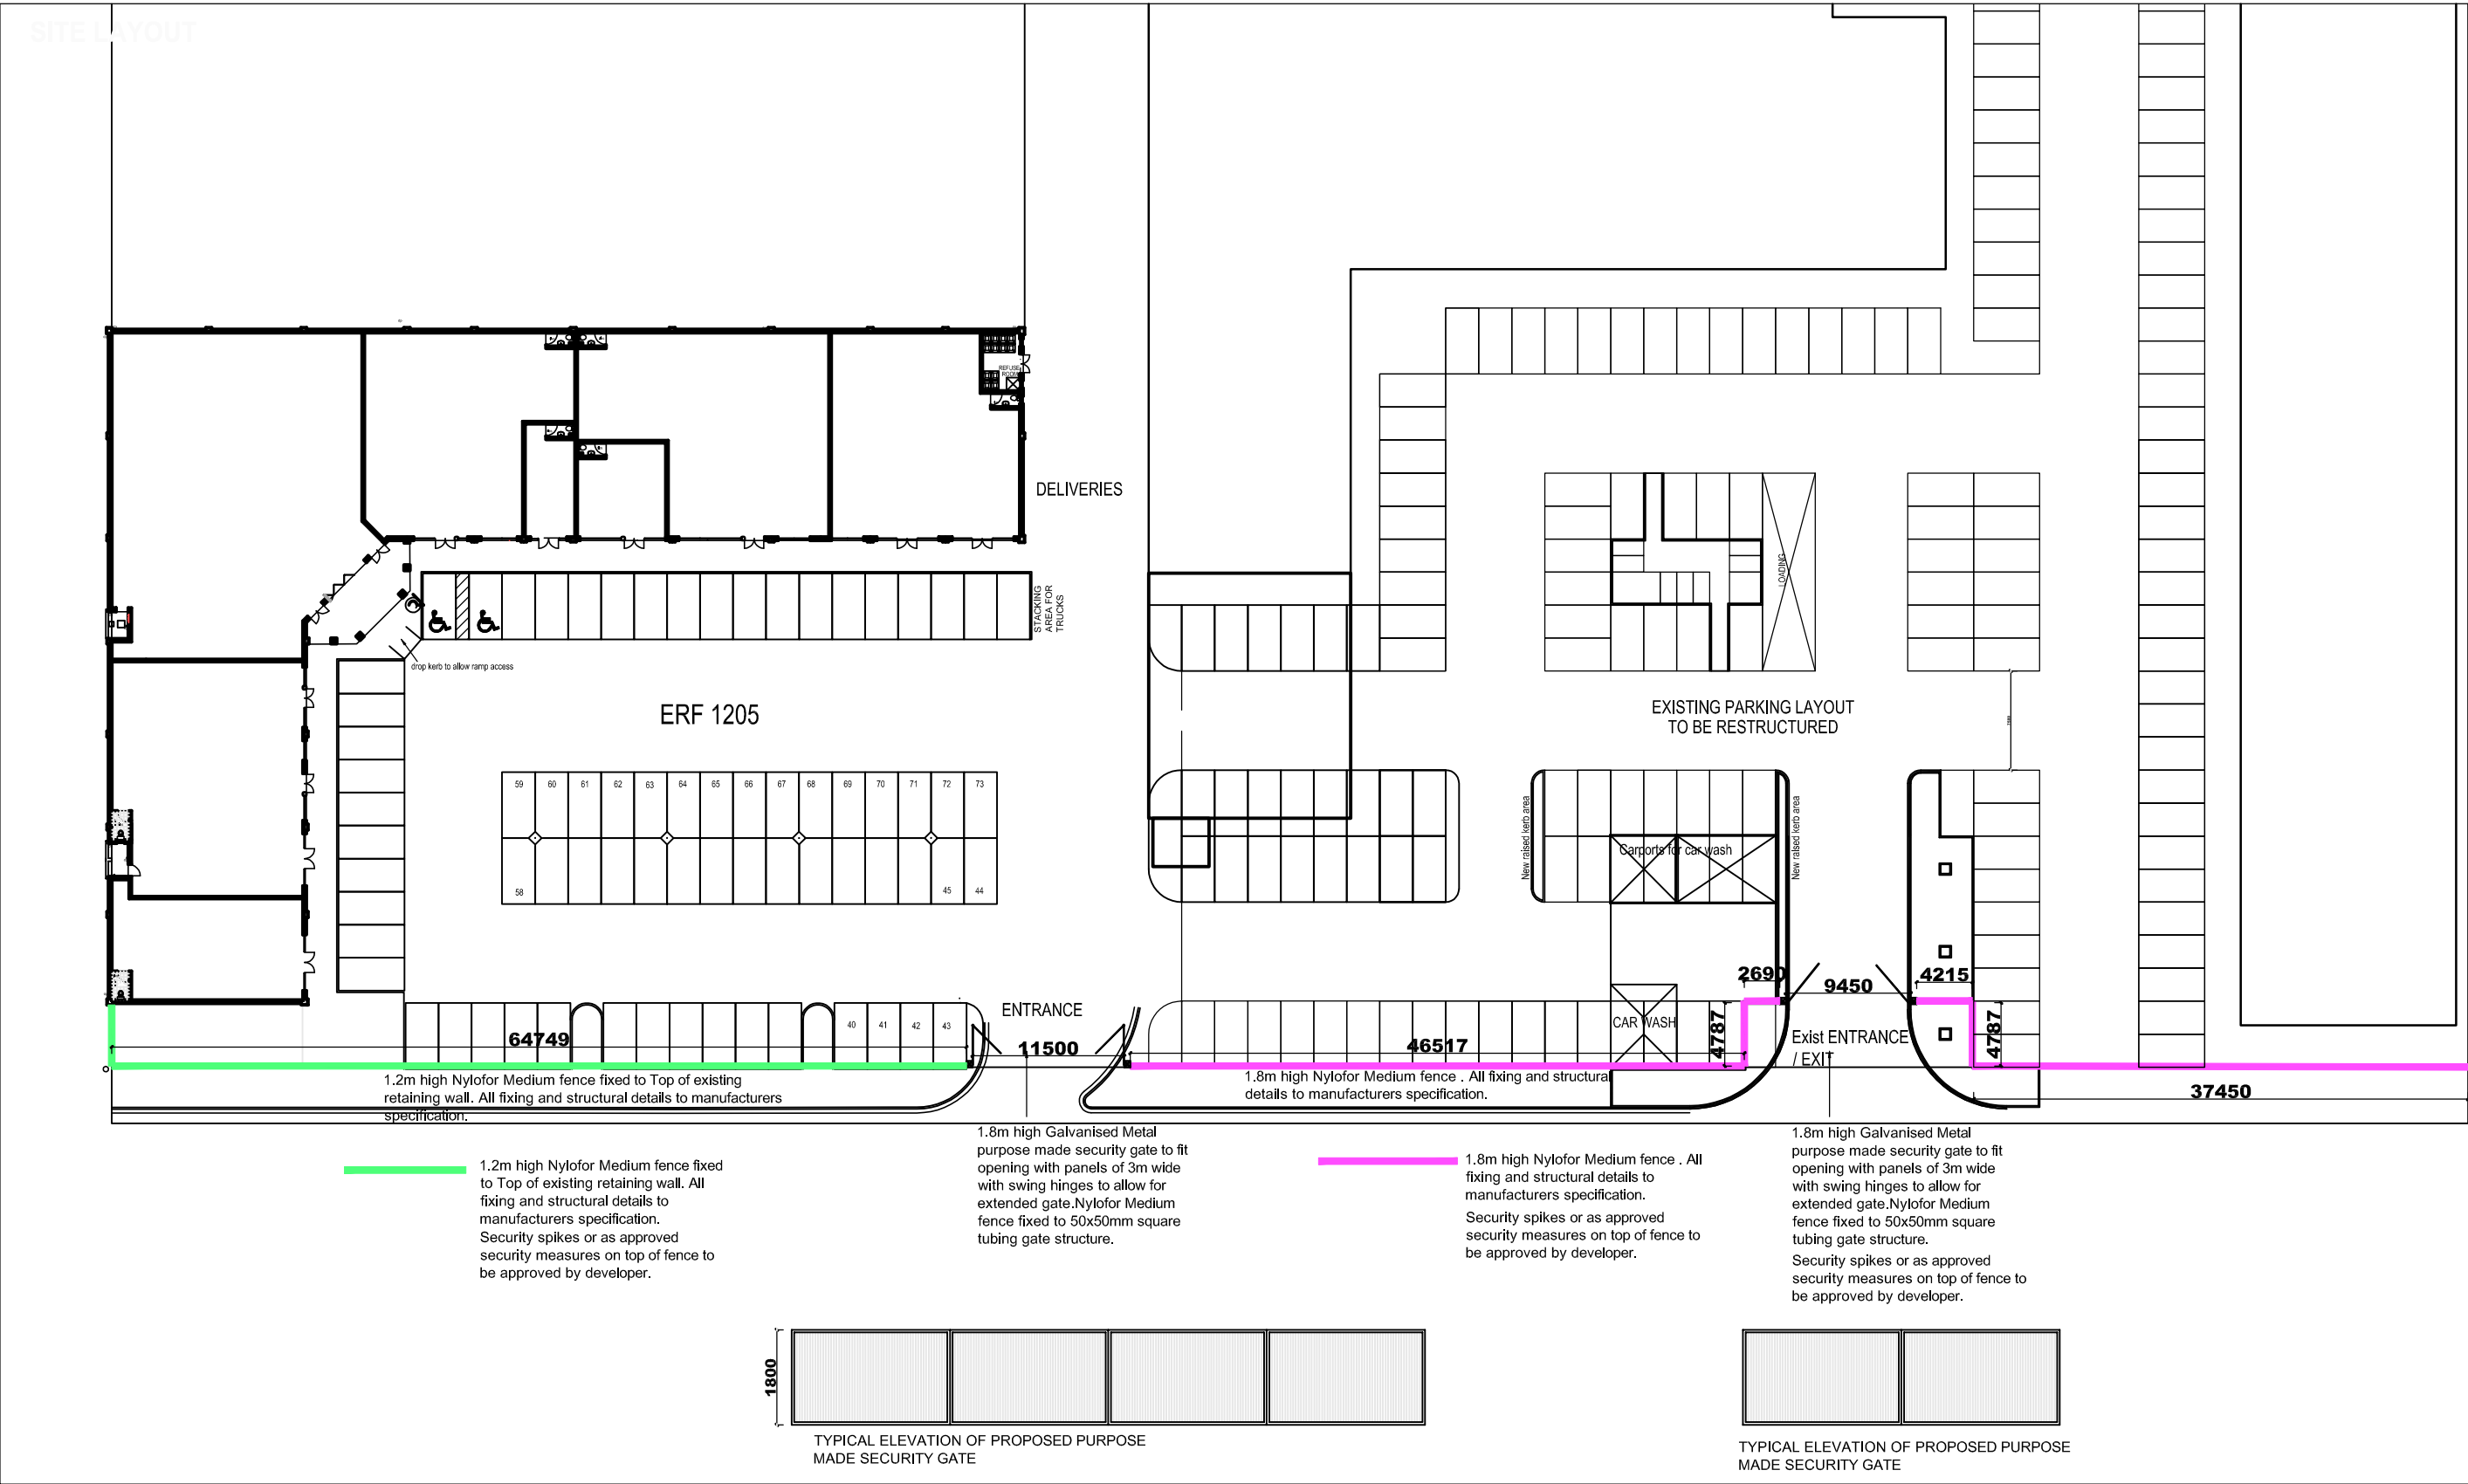 SITE LAYOUT
REFUSE
ROOM
DELIVERIES
STACKING
AREA FOR
TRUCKS
LOADING
drop kerb to allow ramp access
ERF 1205
EXISTING PARKING LAYOUT
TO BE RESTRUCTURED
59 60 61 62 63 64 65 66 67 68 69 70 71 72 73
58 45 44
New raised kerb area
Carports for car wash
New raised kerb area
2690
9450
4215
ENTRANCE
40 41 42 43
CAR WASH
4787
Exist ENTRANCE
/ EXIT
4787
64749
11500
46517
37450
1.2m high Nylofor Medium fence fixed to Top of existing
retaining wall. All fixing and structural details to manufacturers
specification.
1.8m high Nylofor Medium fence . All fixing and structural
details to manufacturers specification.
1.2m high Nylofor Medium fence fixed
to Top of existing retaining wall. All
fixing and structural details to
manufacturers specification.
Security spikes or as approved
security measures on top of fence to
be approved by developer.
1.8m high Galvanised Metal
purpose made security gate to fit
opening with panels of 3m wide
with swing hinges to allow for
extended gate.Nylofor Medium
fence fixed to 50x50mm square
tubing gate structure.
1.8m high Nylofor Medium fence . All
fixing and structural details to
manufacturers specification.
Security spikes or as approved
security measures on top of fence to
be approved by developer.
1.8m high Galvanised Metal
purpose made security gate to fit
opening with panels of 3m wide
with swing hinges to allow for
extended gate.Nylofor Medium
fence fixed to 50x50mm square
tubing gate structure.
Security spikes or as approved
security measures on top of fence to
be approved by developer.
1800
TYPICAL ELEVATION OF PROPOSED PURPOSE
MADE SECURITY GATE
TYPICAL ELEVATION OF PROPOSED PURPOSE
MADE SECURITY GATE